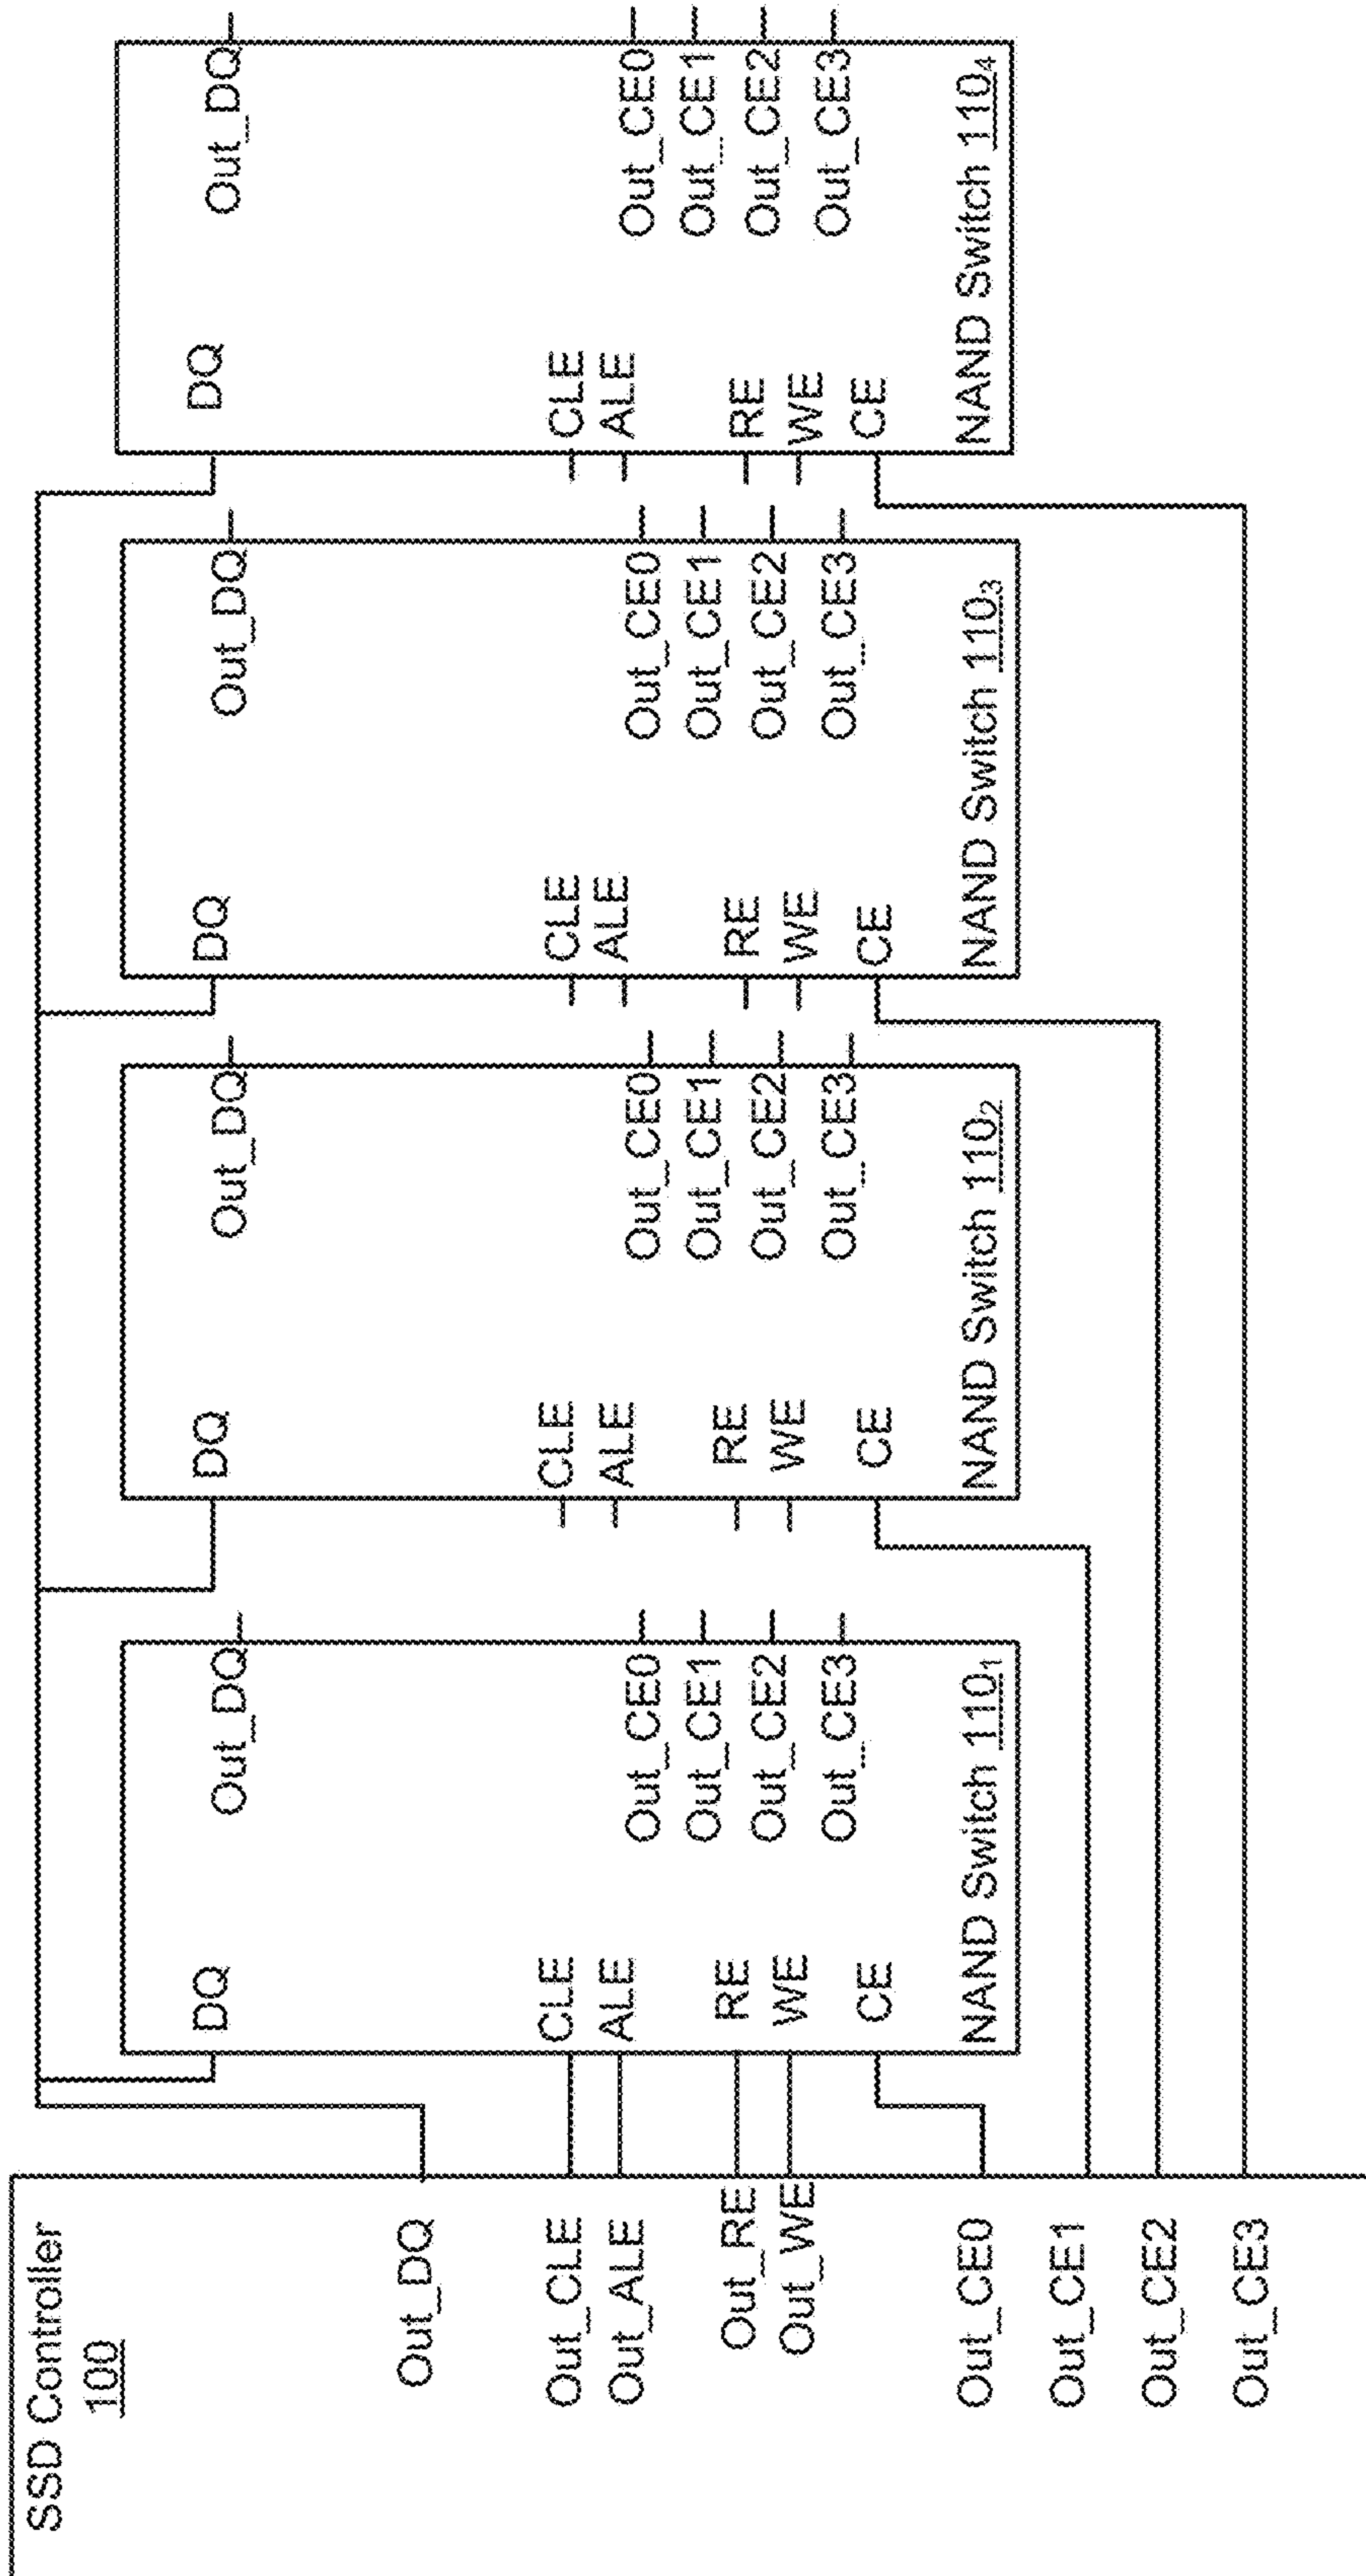 SSD Controller
100
Out_DQ
Out_CLE
Out_ALE
Out_RE
Out_WE
Out_CE0
Out_CE1
Out_CE2
Out_CE3
DQ
CLE
ALE
RE
WE
CE
Out_DQ
Out_CE0
Out_CE1
Out_CE2
Out_CE3
NAND Switch 110₁
DQ
CLE
ALE
RE
WE
CE
Out_DQ
Out_CE0
Out_CE1
Out_CE2
Out_CE3
NAND Switch 110₂
DQ
CLE
ALE
RE
WE
CE
Out_DQ
Out_CE0
Out_CE1
Out_CE2
Out_CE3
NAND Switch 110₃
DQ
CLE
ALE
RE
WE
CE
Out_DQ
Out_CE0
Out_CE1
Out_CE2
Out_CE3
NAND Switch 110₄